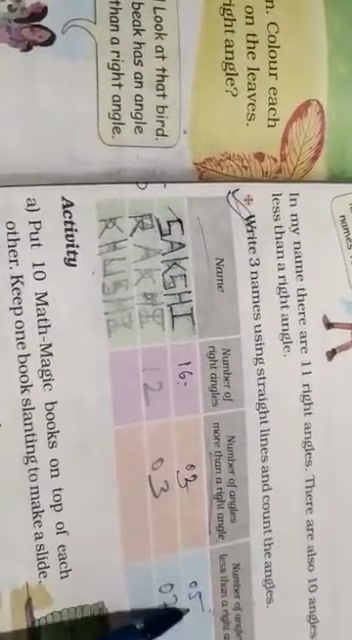 n. Colour each
on the leaves.
ight angle?
Look at that bird.
beak has an angle
than a right angle.
names
In my name there are 11 right angles. There are also 10 angles
less than a right angle.
Write 3 names using straight lines and count the angles.
Name
Number of right angles
Number of angles more than a right angle
Number of angle less than a right a
SAKSHI 16 03 05
RAKHI 12 03 07
KHUSHI
Activity
a) Put 10 Math-Magic books on top of each
other. Keep one book slanting to make a slide.